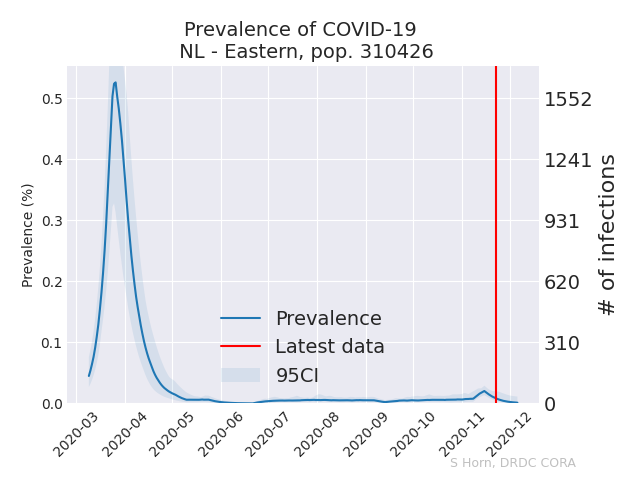 Prevalence of COVID-19
NL - Eastern, pop. 310426
Prevalence (%)
0.5
0.4
0.3
0.2
0.1
0.0
1552
1241
931
620
310
0
# of infections
Prevalence
Latest data
95CI
2020-03
2020-04
2020-05
2020-06
2020-07
2020-08
2020-09
2020-10
2020-11
2020-12
S Horn, DRDC CORA